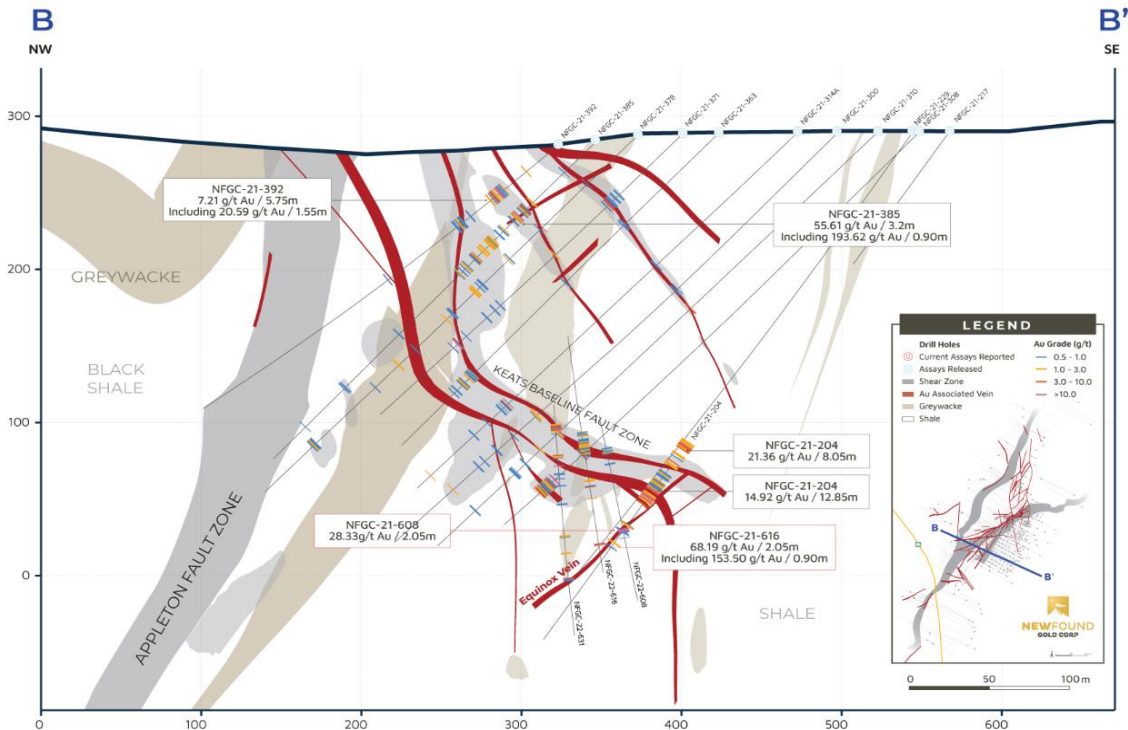 B
NW
B'
SE
NFGC-21-392
NFGC-21-385
NFGC-21-378
NFGC-21-371
NFGC-21-363
NFGC-21-314A
NFGC-21-300
NFGC-21-310
NFGC-21-229
NFGC-21-308
NFGC-21-217
300
200
100
0
NFGC-21-392
7.21 g/t Au / 5.75m
Including 20.59 g/t Au / 1.55m
NFGC-21-385
55.61 g/t Au / 3.2m
Including 193.62 g/t Au / 0.90m
GREYWACKE
BLACK
SHALE
APPLETON FAULT ZONE
KEATS BASELINE FAULT ZONE
NFGC-21-204
NFGC-21-204
21.36 g/t Au / 8.05m
NFGC-21-204
14.92 g/t Au / 12.85m
NFGC-21-608
28.33g/t Au / 2.05m
NFGC-21-616
68.19 g/t Au / 2.05m
Including 153.50 g/t Au / 0.90m
Equinox Vein
NFGC-22-631
NFGC-22-616
NFGC-22-608
SHALE
LEGEND
Drill Holes
Current Assays Reported
Assays Released
Shear Zone
Au Associated Vein
Greywacke
Shale
Au Grade (g/t)
0.5 - 1.0
1.0 - 3.0
3.0 - 10.0
>10.0
B
B'
NEWFOUND
GOLD CORP
0 50 100 m
0 100 200 300 400 500 600